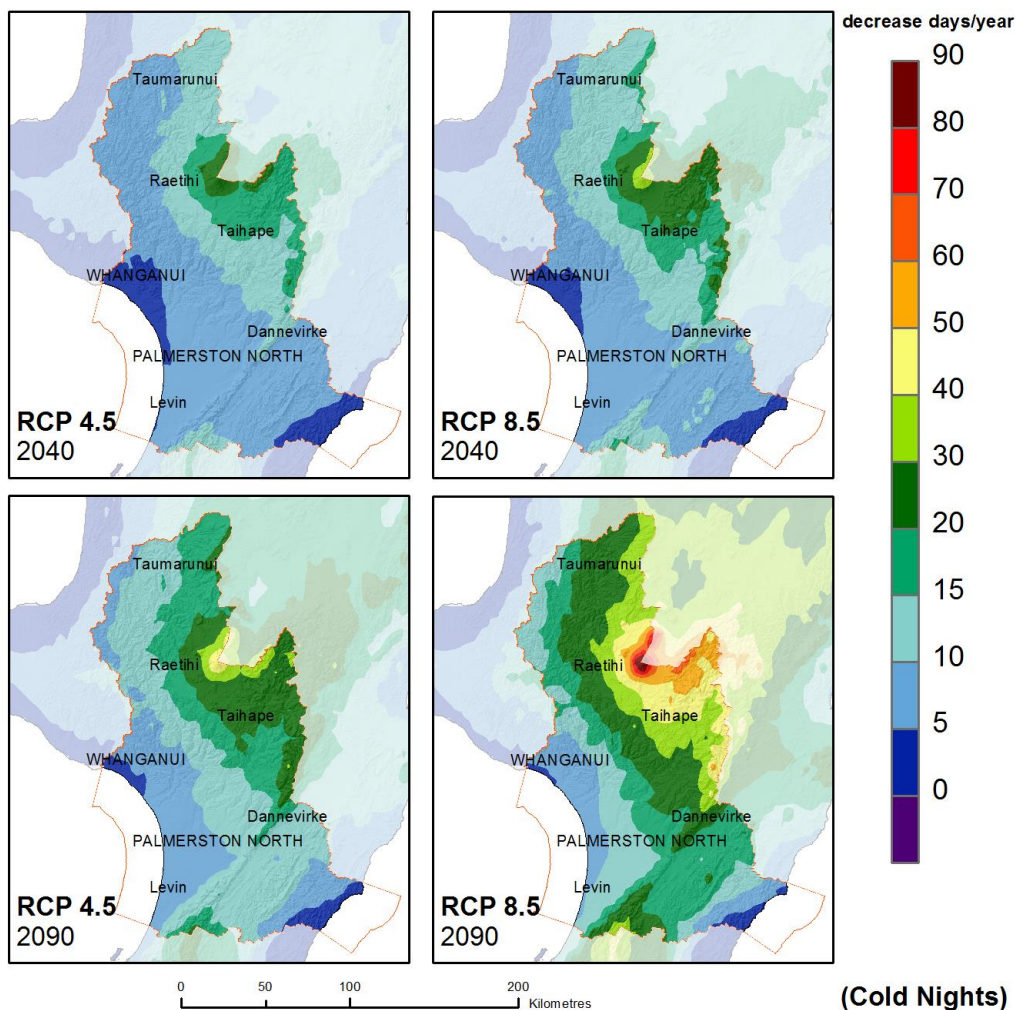 decrease days/year
Taumarunui
Raetihi
Taihape
WHANGANUI
Dannevirke
PALMERSTON NORTH
Levin
RCP 4.5
2040
Taumarunui
Raetihi
Taihape
WHANGANUI
Dannevirke
PALMERSTON NORTH
Levin
RCP 8.5
2040
90
80
70
60
50
40
30
20
15
10
5
0
Taumarunui
Raetihi
Taihape
WHANGANUI
Dannevirke
PALMERSTON NORTH
Levin
RCP 4.5
2090
Taumarunui
Raetihi
Taihape
WHANGANUI
Dannevirke
PALMERSTON NORTH
Levin
RCP 8.5
2090
0 50 100 200
Kilometres
(Cold Nights)